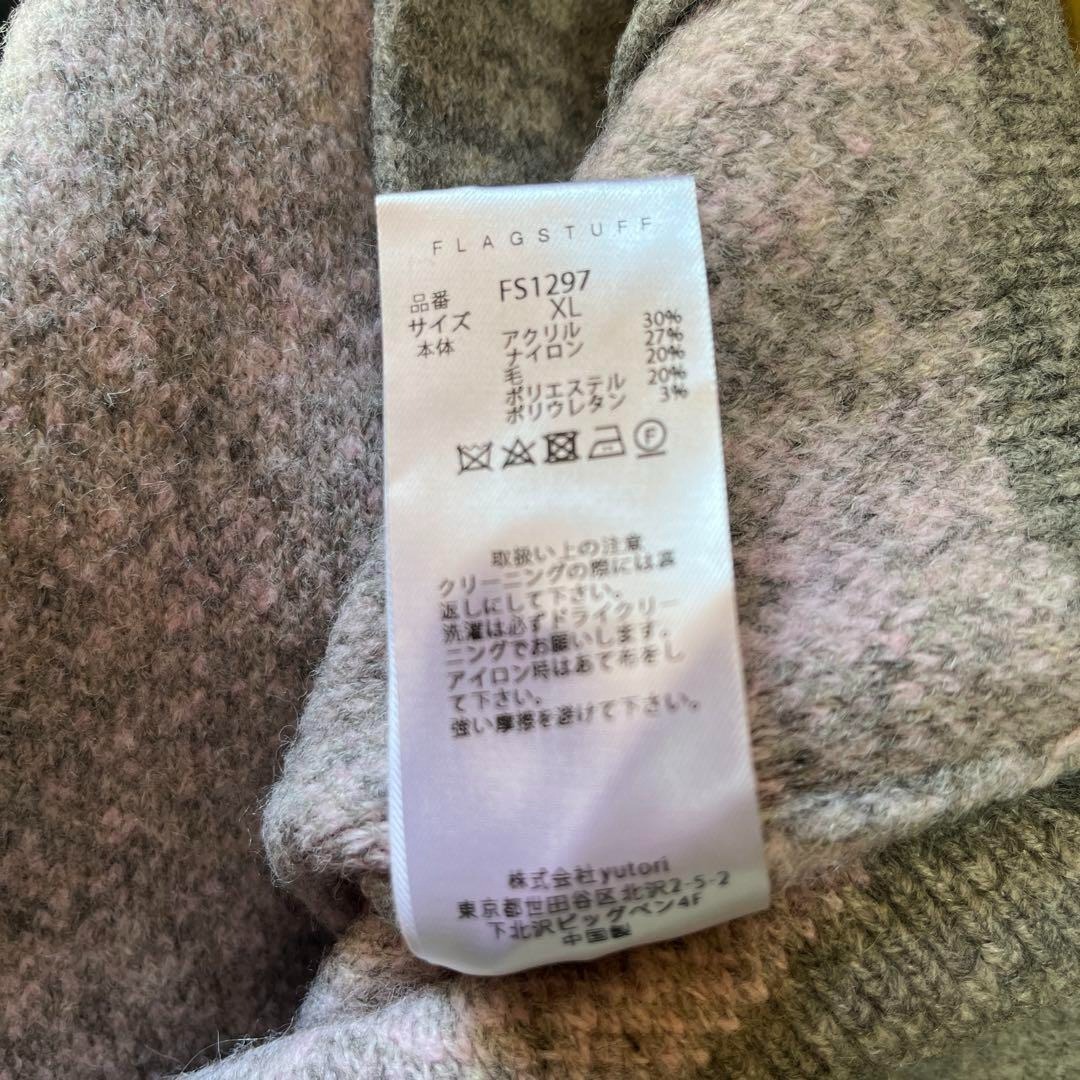 FLAGSTUFF
品番 FS1297
サイズ XL
本体 アクリル 30%
ナイロン 27%
毛 20%
ポリエステル 20%
ポリウレタン 3%
F
取扱い上の注意
クリーニングの際には裏
返しにして下さい。
洗濯は必ずドライクリー
ニングでお願いします。
アイロン時はあて布をし
て下さい。
強い摩擦を避けて下さい。
株式会社yutori
東京都世田谷区北沢2-5-2
下北沢ビッグベン4F
中国製